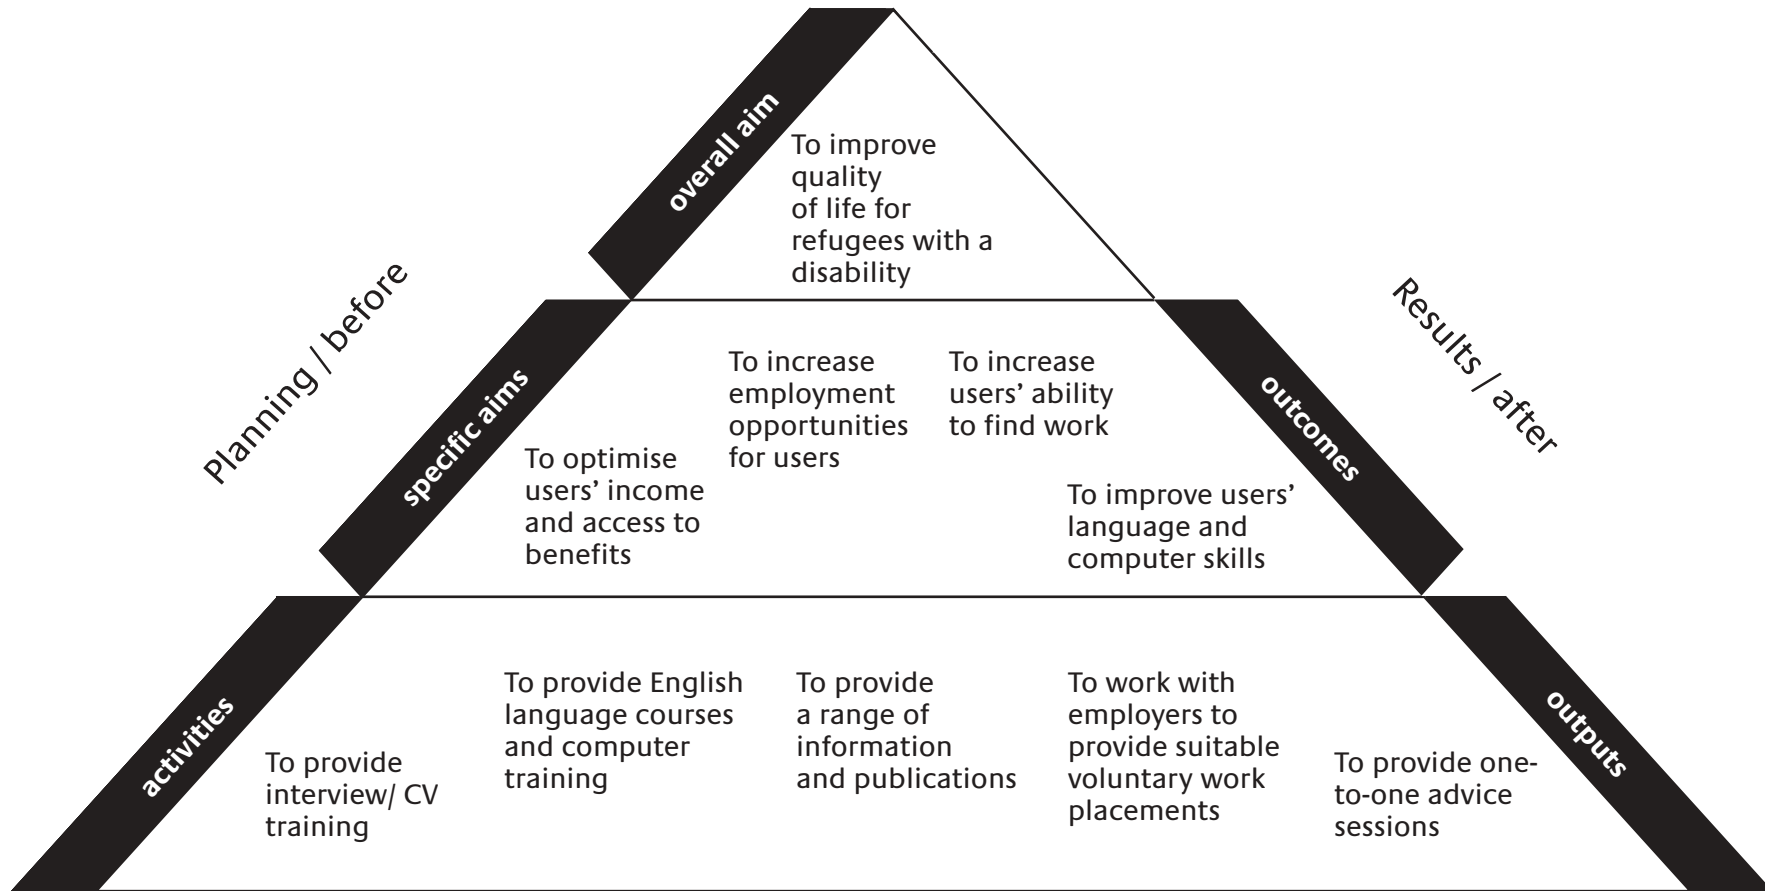 overall aim
To improve
quality
of life for
refugees with a
disability
Planning / before
Results / after
specific aims
To optimise
users’ income
and access to
benefits
To increase
employment
opportunities
for users
To increase
users’ ability
to find work
To improve users’
language and
computer skills
outcomes
activities
To provide
interview/ CV
training
To provide English
language courses
and computer
training
To provide
a range of
information
and publications
To work with
employers to
provide suitable
voluntary work
placements
To provide one-
to-one advice
sessions
outputs